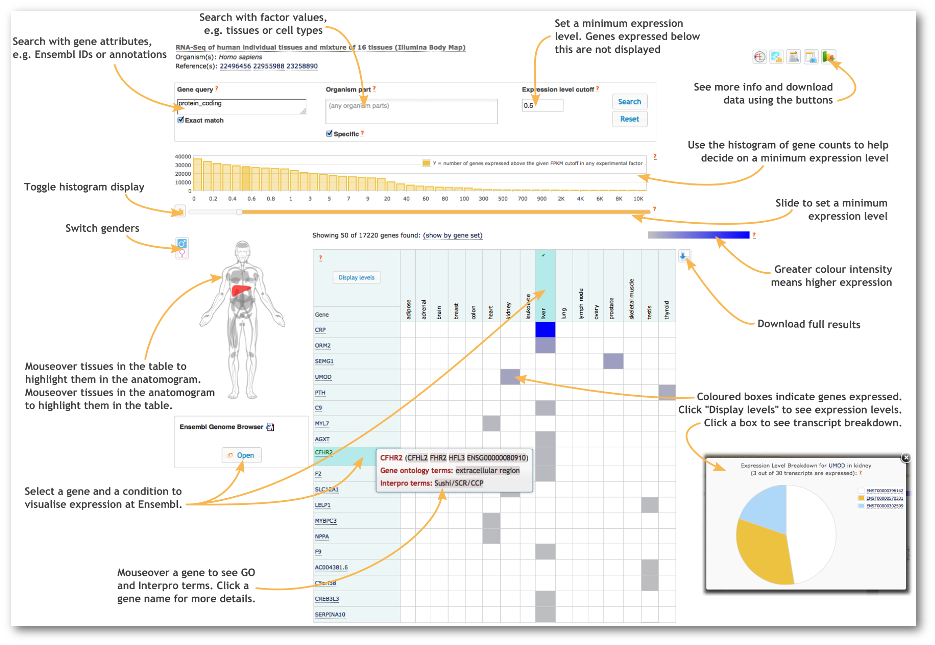 Search with factor values,
e.g. tissues or cell types
Set a minimum expression
level. Genes expressed below
this are not displayed
Search with gene attributes,
e.g. Ensembl IDs or annotations
RNA-Seq of human individual tissues and mixture of 16 tissues (Illumina Body Map)
Organism(s): Homo sapiens
Reference(s): 22496456 22955988 23258890
See more info and download
data using the buttons
Gene query ?
Organism part ?
Expression level cutoff ?
protein_coding
(any organism parts)
0.5
Search
Reset
Exact match
Specific ?
Use the histogram of gene counts to help
decide on a minimum expression level
40000
30000
20000
10000
0
Y = number of genes expressed above the given FPKM cutoff in any experimental factor
?
0 0.2 0.4 0.6 0.8 1 3 5 7 9 20 40 60 80 100 300 500 700 900 2K 4K 6K 8K 10K
?
Toggle histogram display
Slide to set a minimum
expression level
Switch genders
Showing 50 of 17220 genes found: (show by gene set)
?
Greater colour intensity
means higher expression
Download full results
?
Display levels
Gene
adipose
adrenal
brain
breast
colon
heart
kidney
leukocyte
liver
lung
lymph node
ovary
prostate
skeletal muscle
testis
thyroid
CRP
ORM2
SEMG1
UMOD
PTH
C9
MYL7
AGXT
CFHR2
F2
SLC12A1
LELP1
MYBPC3
NPPA
F9
AC004381.6
CREB3L3
SERPINA10
Mouseover tissues in the table to
highlight them in the anatomogram.
Mouseover tissues in the anatomogram
to highlight them in the table.
Coloured boxes indicate genes expressed.
Click "Display levels" to see expression levels.
Click a box to see transcript breakdown.
Ensembl Genome Browser
Open
CFHR2 (CFHL2 FHR2 HFL3 ENSG00000080910)
Gene ontology terms: extracellular region
Interpro terms: Sushi/SCR/CCP
Select a gene and a condition to
visualise expression at Ensembl.
Expression Level Breakdown for UMOD in kidney
(3 out of 30 transcripts are expressed): ?
Mouseover a gene to see GO
and Interpro terms. Click a
gene name for more details.